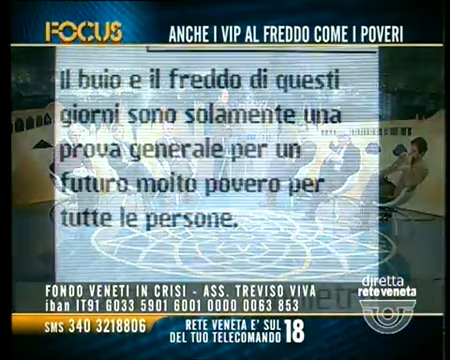 FOCUS
ANCHE I VIP AL FREDDO COME I POVERI
Il buio e il freddo di questi
giorni sono solamente una
prova generale per un
futuro molto povero per
tutte le persone.
FONDO VENETI IN CRISI - ASS. TREVISO VIVA
iban IT91 G033 5901 6001 0000 0063 853
diretta
reteveneta
SMS 340 3218806
RETE VENETA E' SUL
DEL TUO TELECOMANDO 18